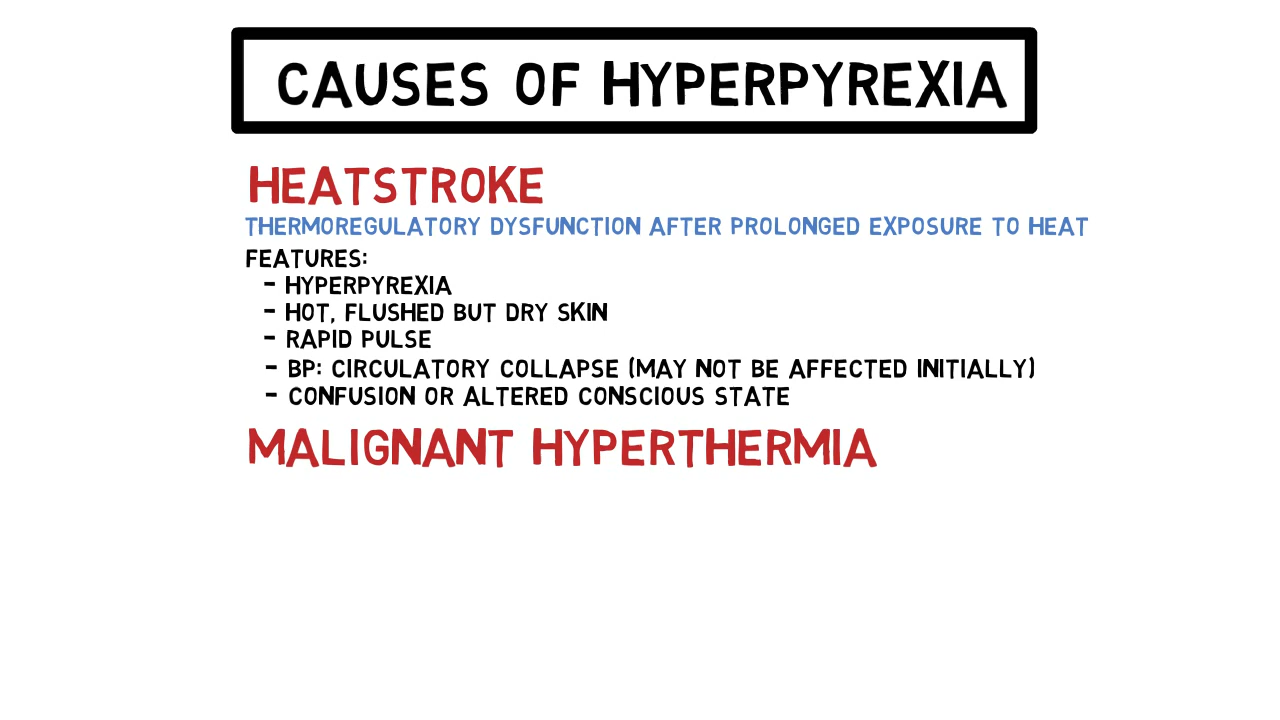 CAUSES OF HYPERPYREXIA
HEATSTROKE
THERMOREGULATORY DYSFUNCTION AFTER PROLONGED EXPOSURE TO HEAT
FEATURES:
- HYPERPYREXIA
- HOT, FLUSHED BUT DRY SKIN
- RAPID PULSE
- BP: CIRCULATORY COLLAPSE (MAY NOT BE AFFECTED INITIALLY)
- CONFUSION OR ALTERED CONSCIOUS STATE
MALIGNANT HYPERTHERMIA